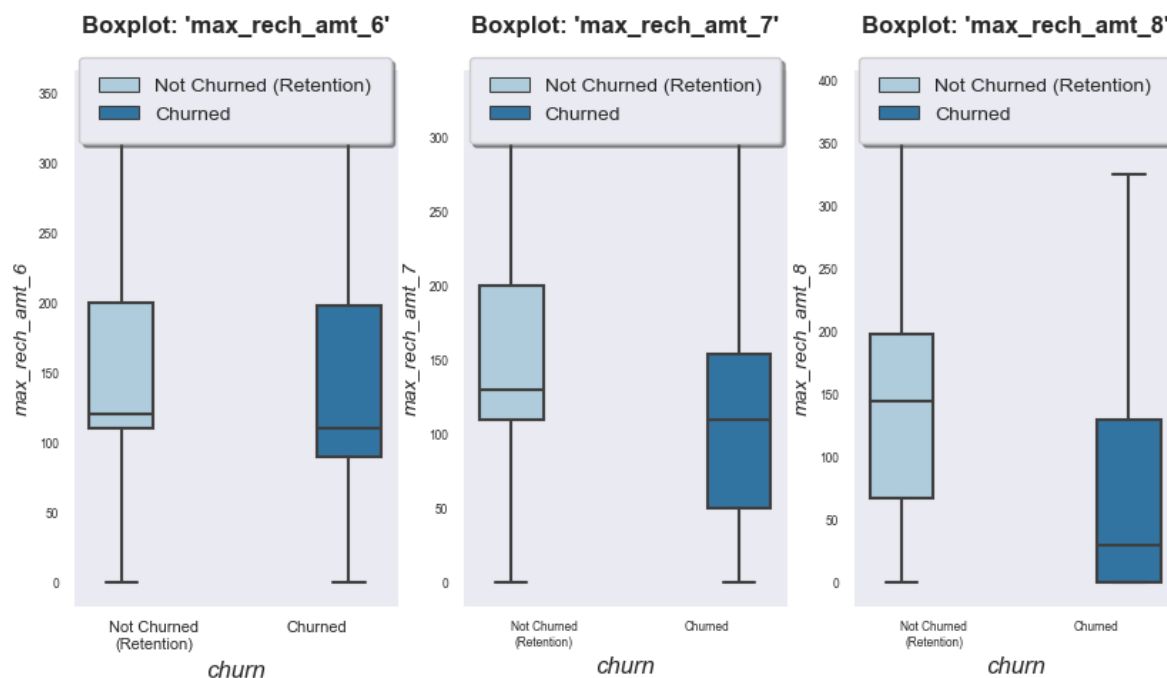 Boxplot: 'max_rech_amt_6'
Not Churned (Retention)
Churned
350
300
250
200
150
100
50
0
max_rech_amt_6
Not Churned
(Retention)
Churned
churn
Boxplot: 'max_rech_amt_7'
Not Churned (Retention)
Churned
300
250
200
150
100
50
0
max_rech_amt_7
Not Churned
(Retention)
Churned
churn
Boxplot: 'max_rech_amt_8'
Not Churned (Retention)
Churned
400
350
300
250
200
150
100
50
0
max_rech_amt_8
Not Churned
(Retention)
Churned
churn